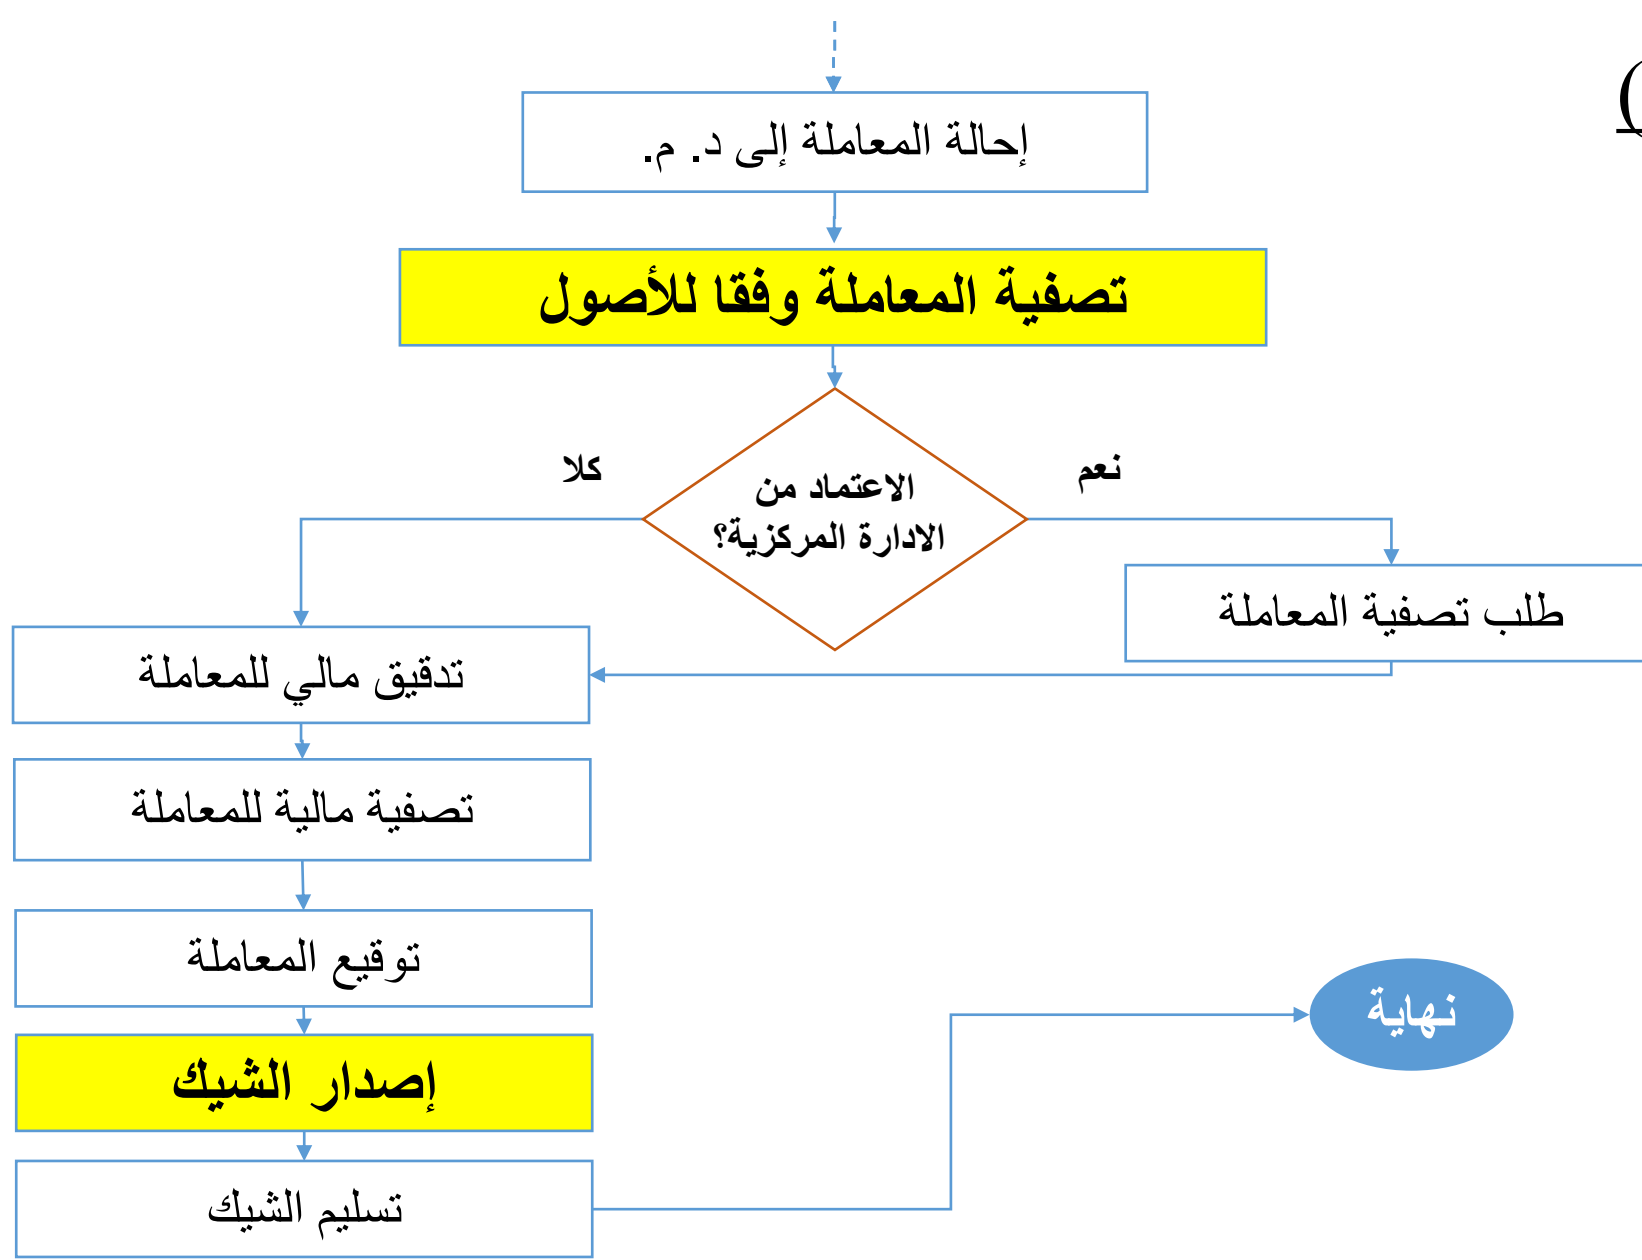 )
إحالة المعاملة إلى د. م.
تصفية المعاملة وفقا للأصول
نعم
كلا
الاعتماد من
الادارة المركزية؟
طلب تصفية المعاملة
تدقيق مالي للمعاملة
تصفية مالية للمعاملة
توقيع المعاملة
نهاية
إصدار الشيك
تسليم الشيك